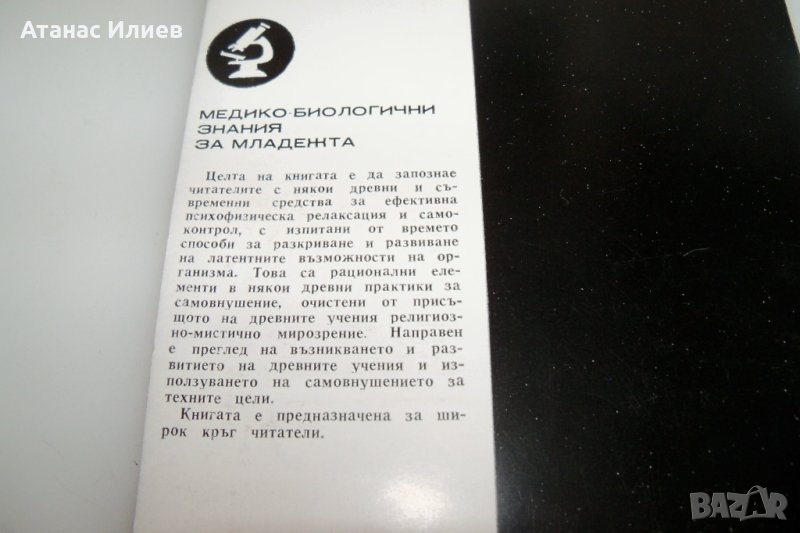 Атанас Илиев
МЕДИКО-БИОЛОГИЧНИ
ЗНАНИЯ
ЗА МЛАДЕЖТА
Целта на книгата е да запознае
читателите с някои древни и съ-
временни средства за ефективна
психофизическа релаксация и само-
контрол, с изпитани от времето
способи за разкриване и развиване
на латентните възможности на ор-
ганизма. Това са рационални еле-
менти в някои древни практики за
самовнушение, очистени от присъ-
щото на древните учения религиоз-
но-мистично мирозрение. Направен
е преглед на възникването и раз-
витието на древните учения и из-
ползуването на самовнушението за
техните цели.
Книгата е предназначена за ши-
рок кръг читатели.
BAZAR